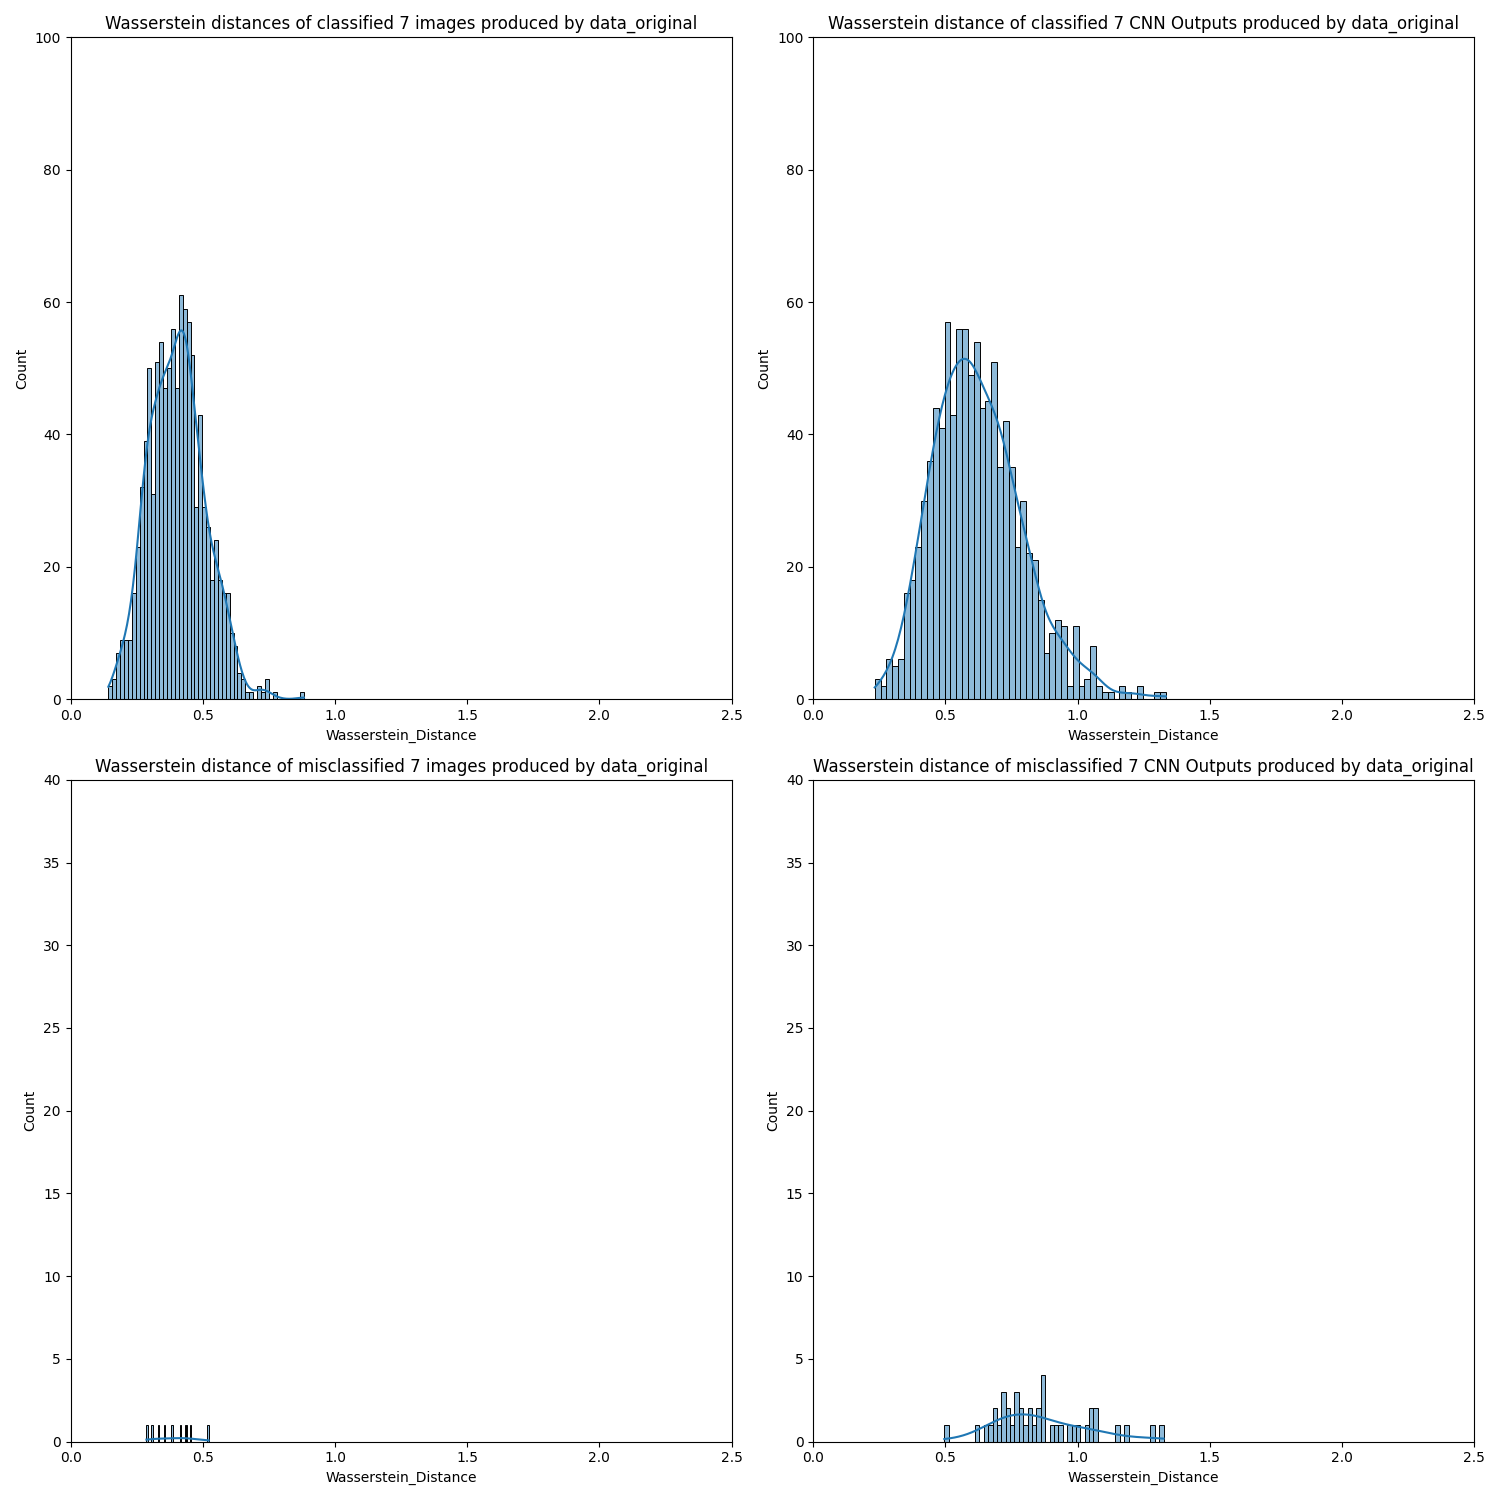 Wasserstein distances of classified 7 images produced by data_original
100
80
60
40
20
0
Count
0.0 0.5 1.0 1.5 2.0 2.5
Wasserstein_Distance
Wasserstein distance of classified 7 CNN Outputs produced by data_original
100
80
60
40
20
0
Count
0.0 0.5 1.0 1.5 2.0 2.5
Wasserstein_Distance
Wasserstein distance of misclassified 7 images produced by data_original
40
35
30
25
20
15
10
5
0
Count
0.0 0.5 1.0 1.5 2.0 2.5
Wasserstein_Distance
Wasserstein distance of misclassified 7 CNN Outputs produced by data_original
40
35
30
25
20
15
10
5
0
Count
0.0 0.5 1.0 1.5 2.0 2.5
Wasserstein_Distance